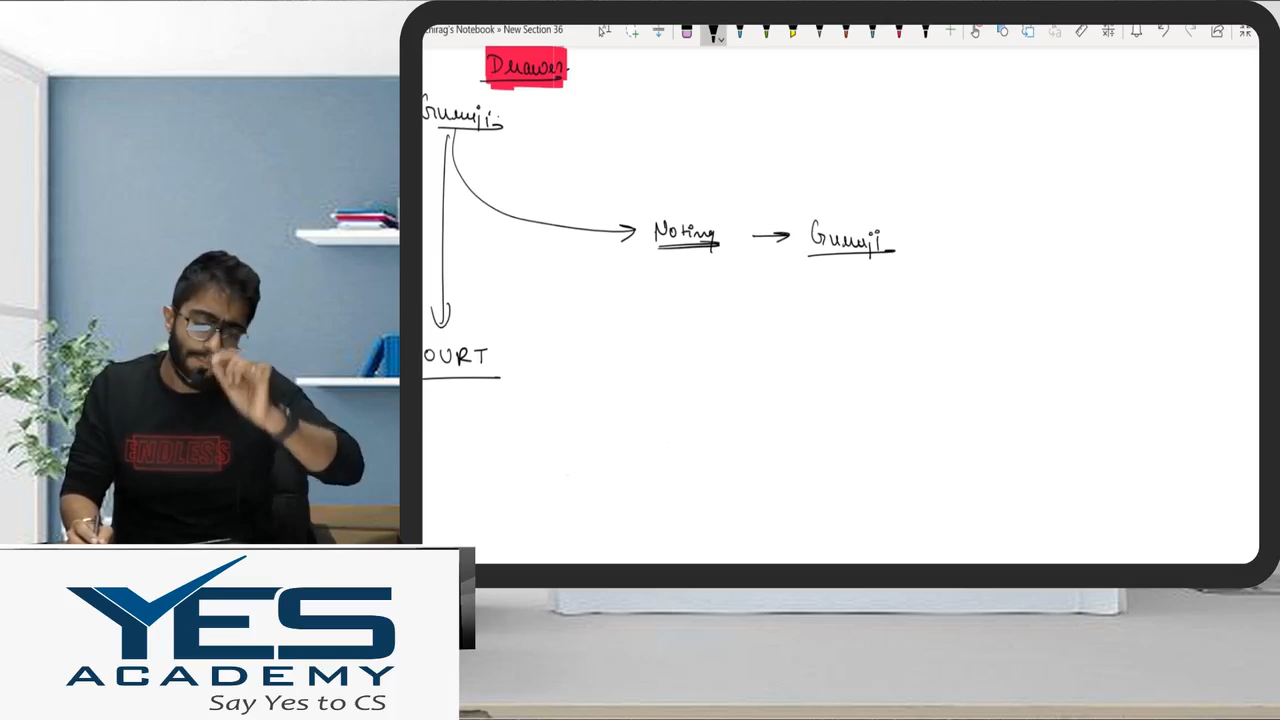 chirag's Notebook » New Section 36
Drawer
Guruji
Noting → Guruji
OURT
ENDLESS
YES
ACADEMY
Say Yes to CS